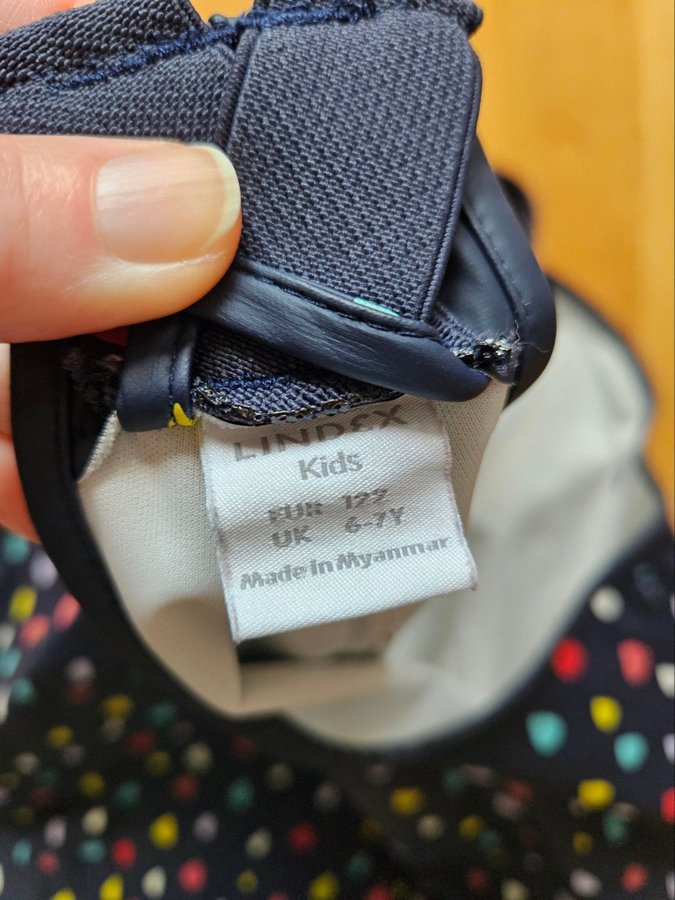 LINDEX
Kids
EUR 122
UK 6-7Y
Made in Myanmar